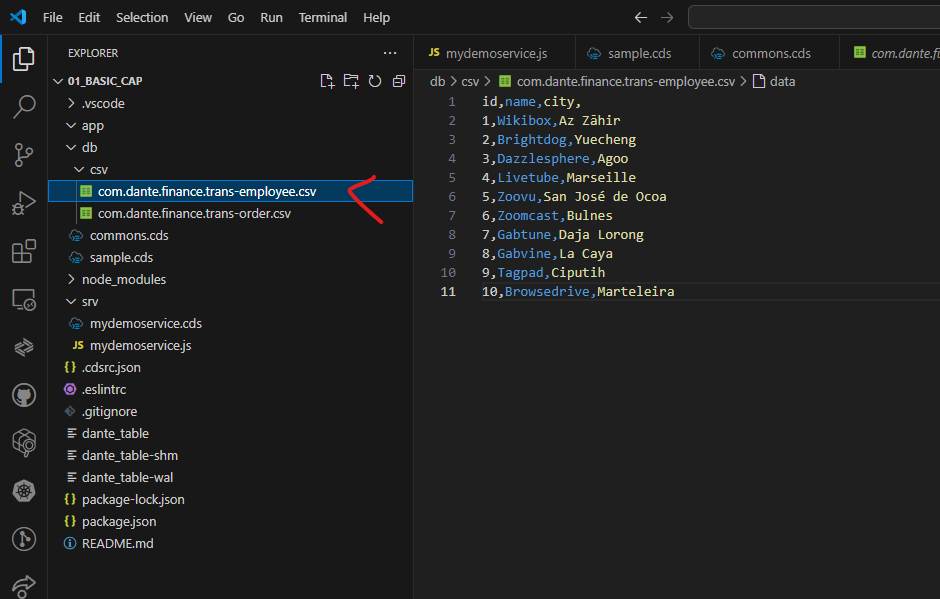 File Edit Selection View Go Run Terminal Help
EXPLORER
01_BASIC_CAP
.vscode
app
db
csv
com.dante.finance.trans-employee.csv
com.dante.finance.trans-order.csv
commons.cds
sample.cds
node_modules
srv
mydemoservice.cds
JS mydemoservice.js
{} .cdsrc.json
.eslintrc
.gitignore
dante_table
dante_table-shm
dante_table-wal
{} package-lock.json
{} package.json
README.md
JS mydemoservice.js sample.cds commons.cds com.dante.fi
db > csv > com.dante.finance.trans-employee.csv > data
1 id,name,city,
2 1,Wikibox,Az Zāhir
3 2,Brightdog,Yuecheng
4 3,Dazzlesphere,Agoo
5 4,Livetube,Marseille
6 5,Zoovu,San José de Ocoa
7 6,Zoomcast,Bulnes
8 7,Gabtune,Daja Lorong
9 8,Gabvine,La Caya
10 9,Tagpad,Ciputih
11 10,Browsedrive,Marteleira